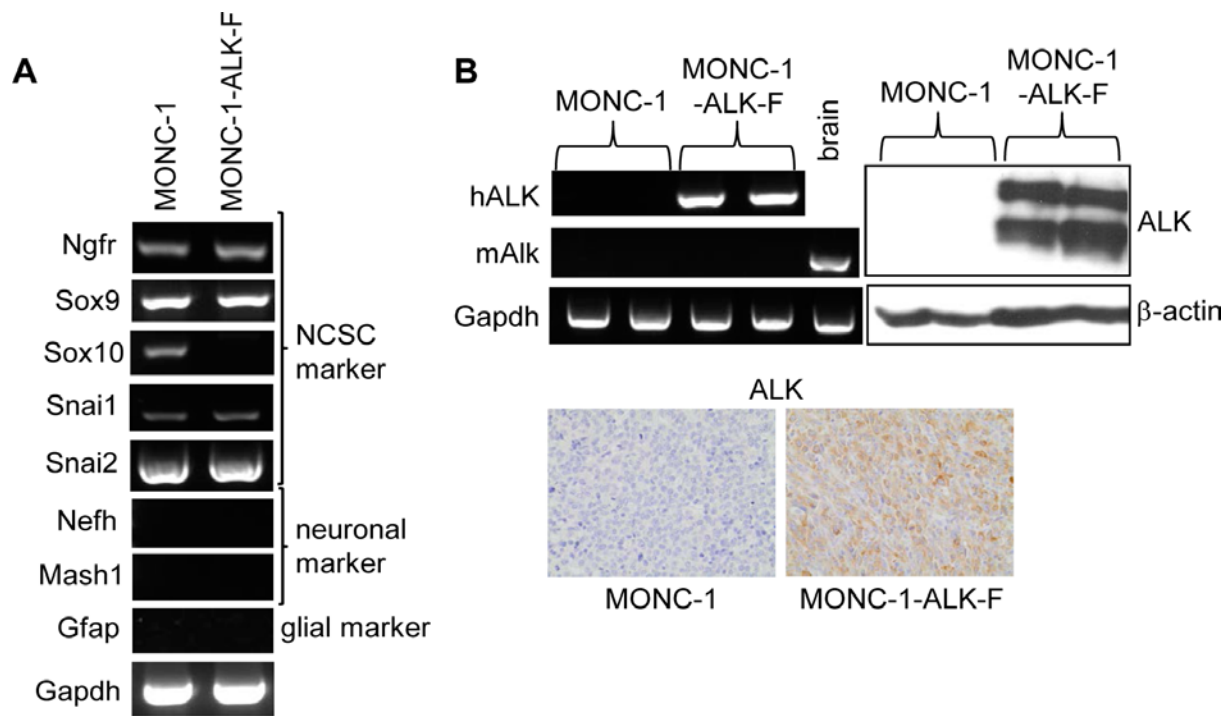 A
MONC-1
MONC-1-ALK-F
Ngfr
Sox9
Sox10
Snai1
Snai2
Nefh
Mash1
Gfap
Gapdh
NCSC
marker
neuronal
marker
glial marker
B
MONC-1
MONC-1
-ALK-F
brain
hALK
mAlk
Gapdh
MONC-1
MONC-1
-ALK-F
ALK
β-actin
ALK
MONC-1
MONC-1-ALK-F